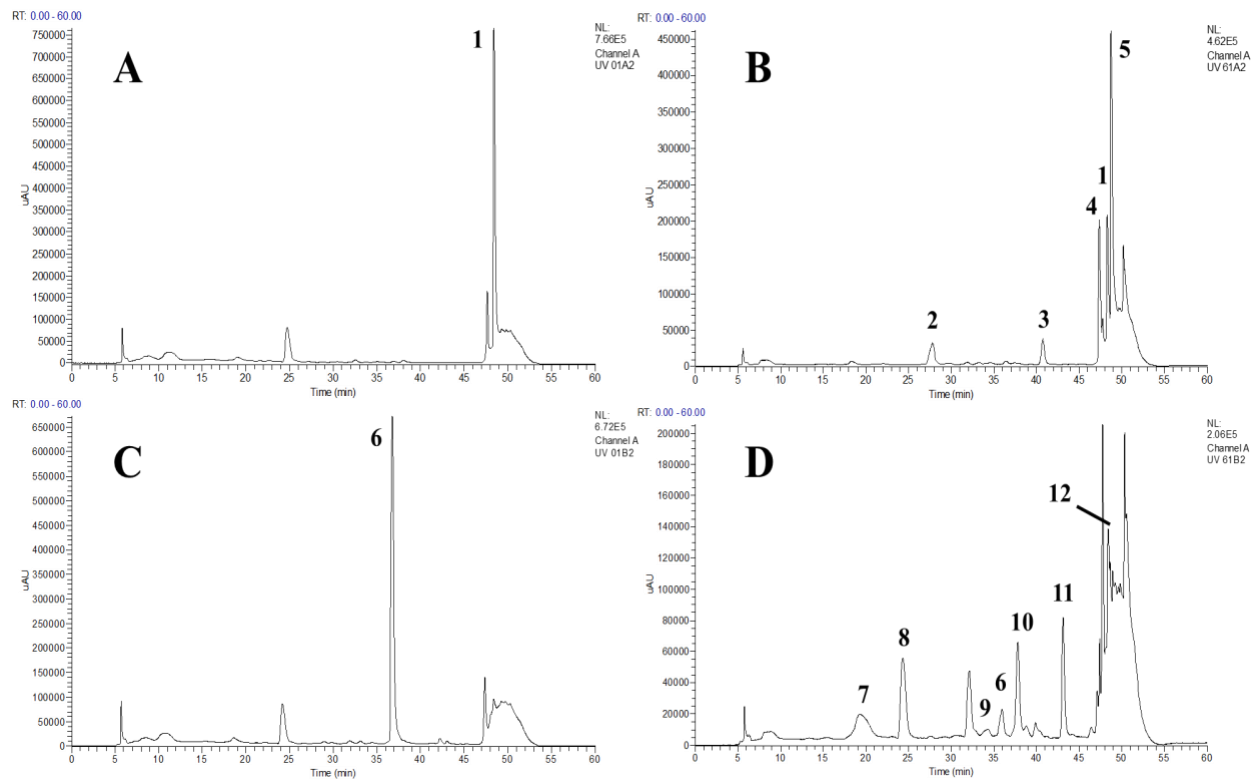 RT: 0.00 - 60.00
NL:
7.66E5
Channel A
UV 01A2
A
1
750000
700000
650000
600000
550000
500000
450000
400000
350000
300000
250000
200000
150000
100000
50000
0
uAU
0 5 10 15 20 25 30 35 40 45 50 55 60
Time (min)
RT: 0.00 - 60.00
NL:
4.62E5
Channel A
UV 61A2
B
5
1
4
2
3
450000
400000
350000
300000
250000
200000
150000
100000
50000
0
uAU
0 5 10 15 20 25 30 35 40 45 50 55 60
Time (min)
RT: 0.00 - 60.00
NL:
6.72E5
Channel A
UV 01B2
C
6
650000
600000
550000
500000
450000
400000
350000
300000
250000
200000
150000
100000
50000
0
uAU
0 5 10 15 20 25 30 35 40 45 50 55 60
Time (min)
RT: 0.00 - 60.00
NL:
2.06E5
Channel A
UV 61B2
D
12
11
10
8
7
6
9
200000
180000
160000
140000
120000
100000
80000
60000
40000
20000
0
uAU
0 5 10 15 20 25 30 35 40 45 50 55 60
Time (min)